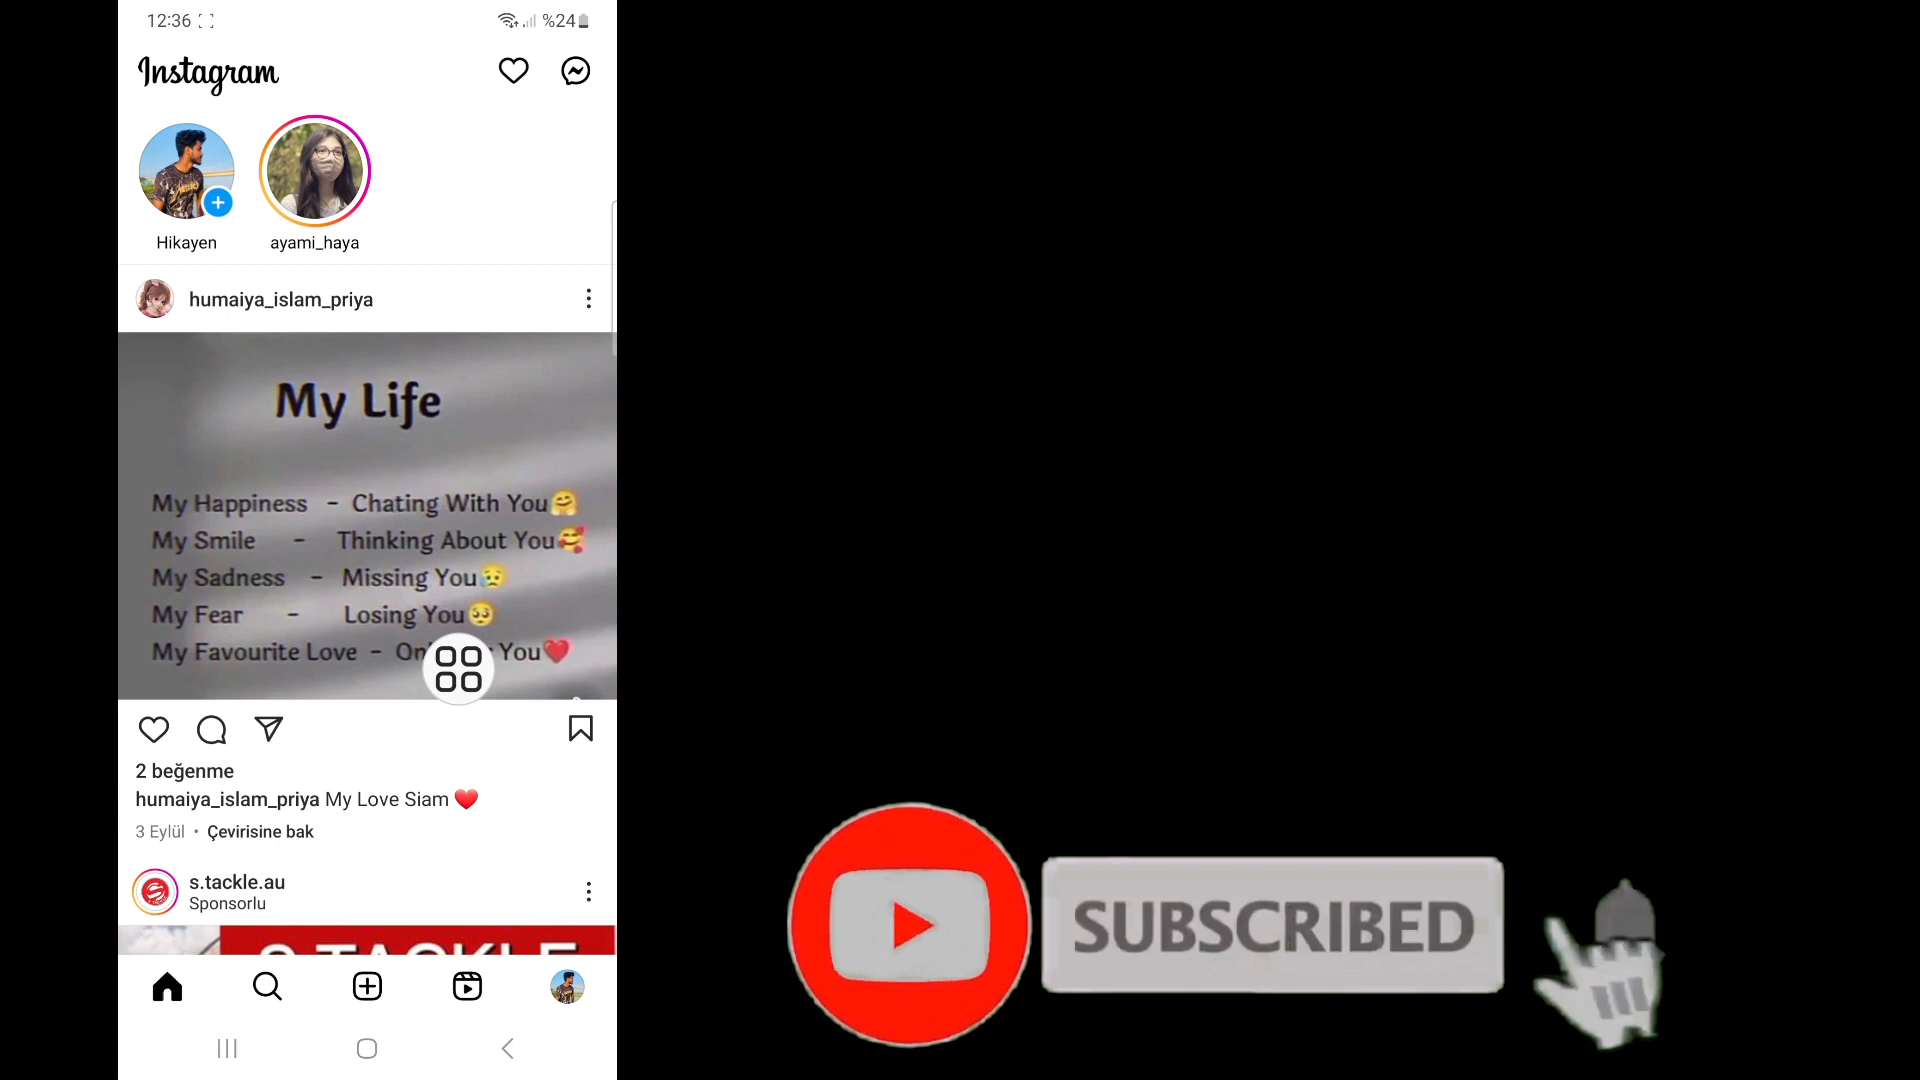 12:36 %24
Instagram
Hikayen ayami_haya
humaiya_islam_priya
My Life
My Happiness - Chating With You🤗
My Smile - Thinking About You🥰
My Sadness - Missing You😥
My Fear - Losing You🥺
My Favourite Love - You❤️
2 beğenme
humaiya_islam_priya My Love Siam ❤️
3 Eylül • Çevirisine bak
s.tackle.au
Sponsorlu
S TACKLE
SUBSCRIBED